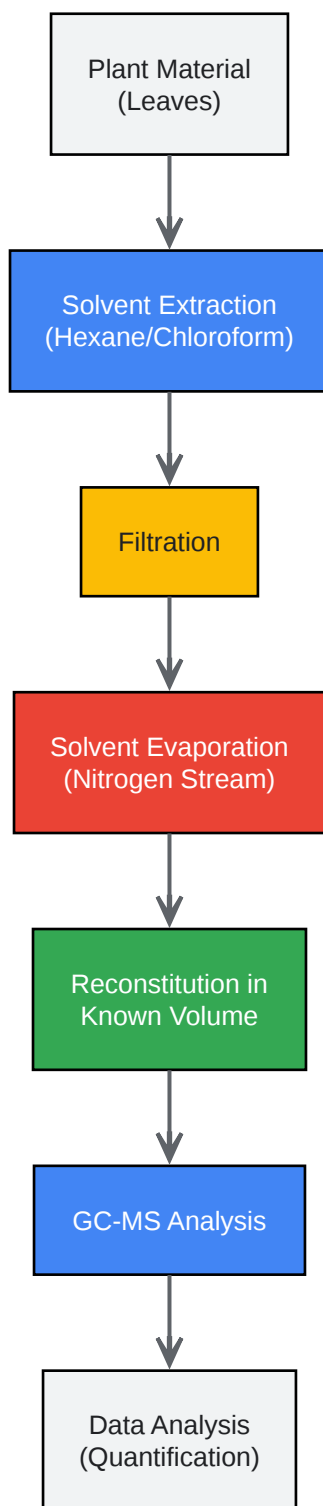 Plant Material
(Leaves)
Solvent Extraction
(Hexane/Chloroform)
Filtration
Solvent Evaporation
(Nitrogen Stream)
Reconstitution in
Known Volume
GC-MS Analysis
Data Analysis
(Quantification)